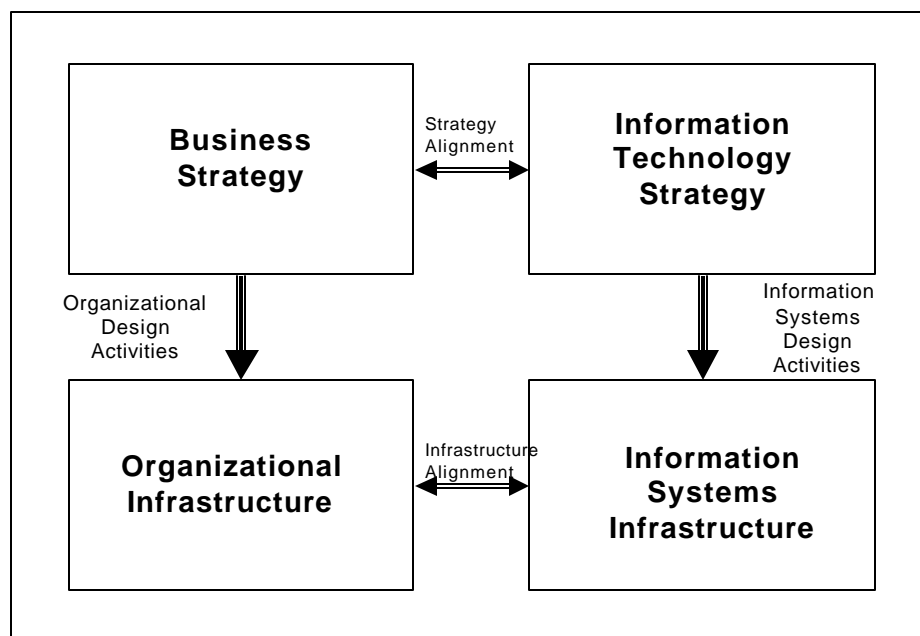 Business
Strategy
Strategy
Alignment
Information
Technology
Strategy
Organizational
Design
Activities
Information
Systems
Design
Activities
Organizational
Infrastructure
Infrastructure
Alignment
Information
Systems
Infrastructure